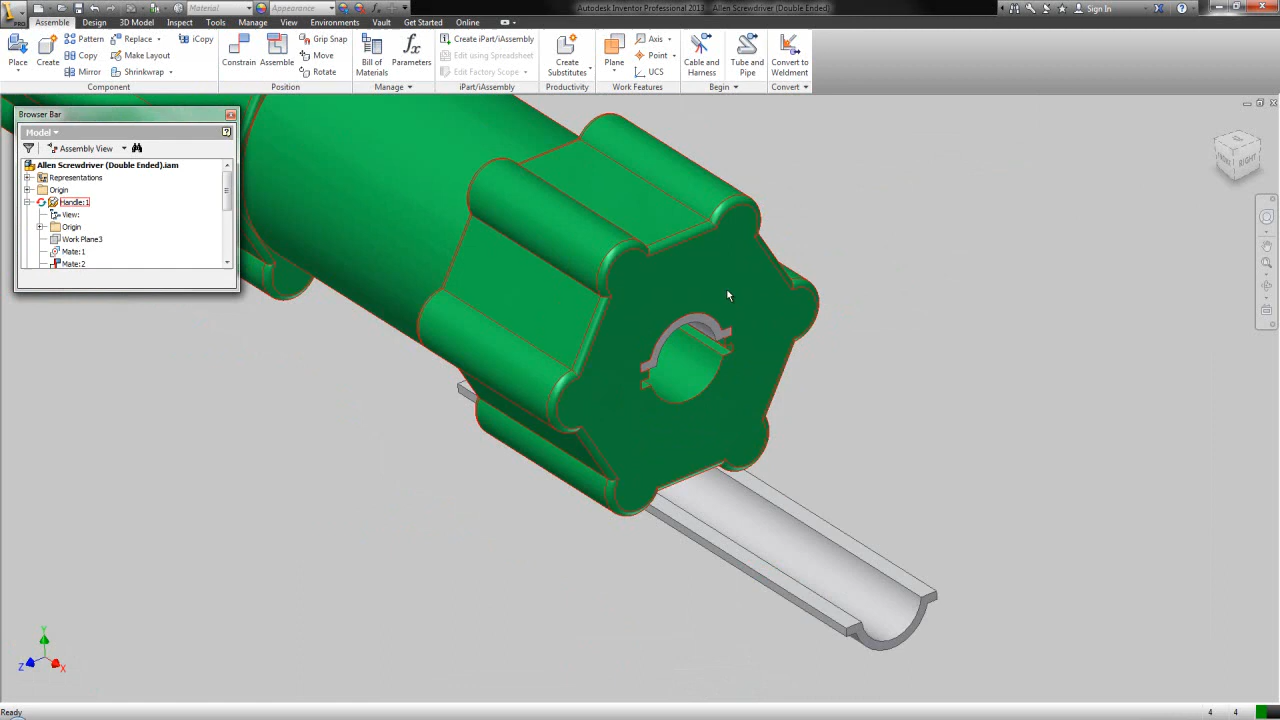 Material
Appearance
Autodesk Inventor Professional 2013 Allen Screwdriver (Double Ended)
Sign In
PRO
Assemble Design 3D Model Inspect Tools Manage View Environments Vault Get Started Online
Place
Create
Pattern
Copy
Mirror
Replace
Make Layout
Shrinkwrap
iCopy
Constrain
Assemble
Grip Snap
Move
Rotate
Bill of
Materials
Parameters
Create iPart/iAssembly
Edit using Spreadsheet
Edit Factory Scope
Create
Substitutes
Plane
Axis
Point
UCS
Cable and
Harness
Tube and
Pipe
Convert to
Weldment
Component Position Manage iPart/iAssembly Productivity Work Features Begin Convert
Browser Bar
Model
Assembly View
Allen Screwdriver (Double Ended).iam
Representations
Origin
Handle:1
View:
Origin
Work Plane3
Mate:1
Mate:2
RIGHT
Y
Z
X
Ready
4 4